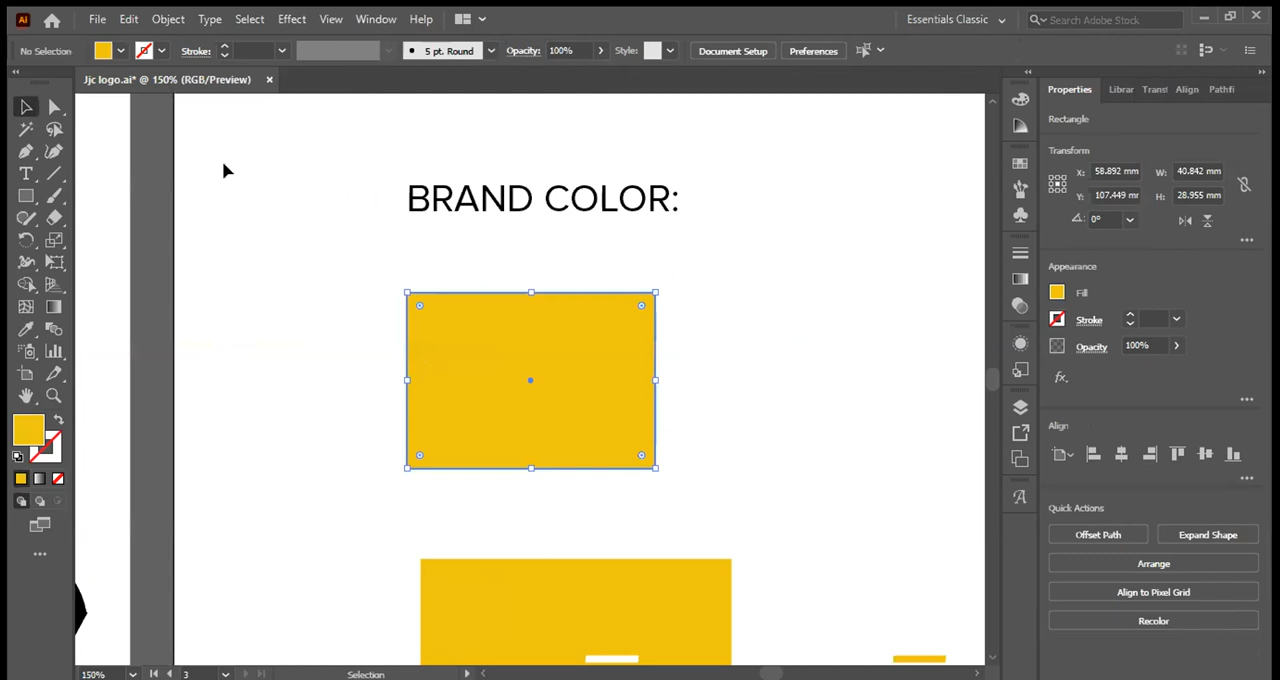 Ai File Edit Object Type Select Effect View Window Help Essentials Classic Search Adobe Stock
No Selection Stroke: 5 pt. Round Opacity: 100% Style: Document Setup Preferences
Jjc logo.ai* @ 150% (RGB/Preview)
Properties Librar Transf Align Pathfi
Rectangle
Transform
X: 58.892 mm W: 40.842 mm
Y: 107.449 mr H: 28.955 mm
0°
BRAND COLOR:
Appearance
Fill
Stroke
Opacity 100%
fx.
Align
Quick Actions
Offset Path Expand Shape
Arrange
Align to Pixel Grid
Recolor
150% 3 Selection